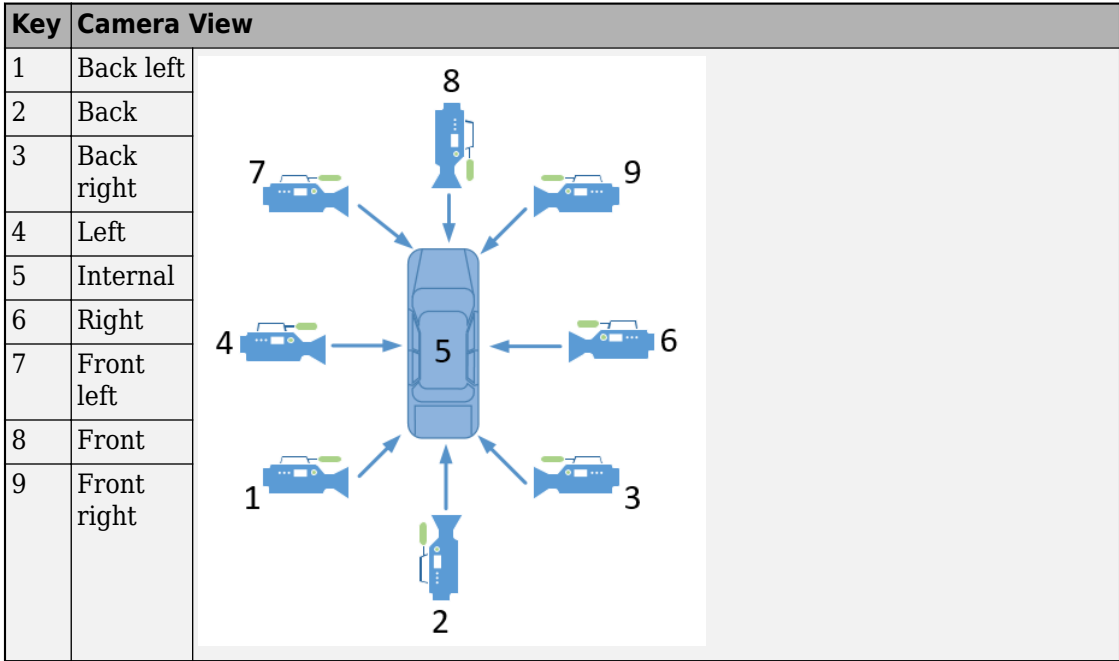 Key Camera View
1 Back left
2 Back
3 Back
right
4 Left
5 Internal
6 Right
7 Front
left
8 Front
9 Front
right
8
7
9
4
5
6
1
3
2